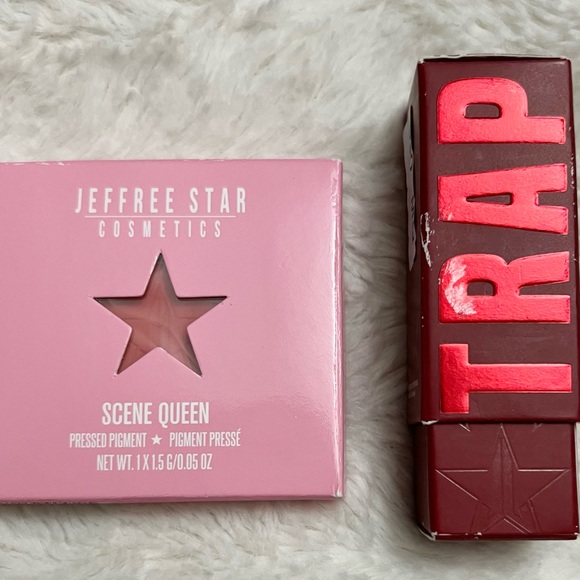 JEFFREE STAR
COSMETICS
SCENE QUEEN
PRESSED PIGMENT ★ PIGMENT PRESSÉ
NET WT. 1 X 1.5 G/0.05 OZ
TRAP